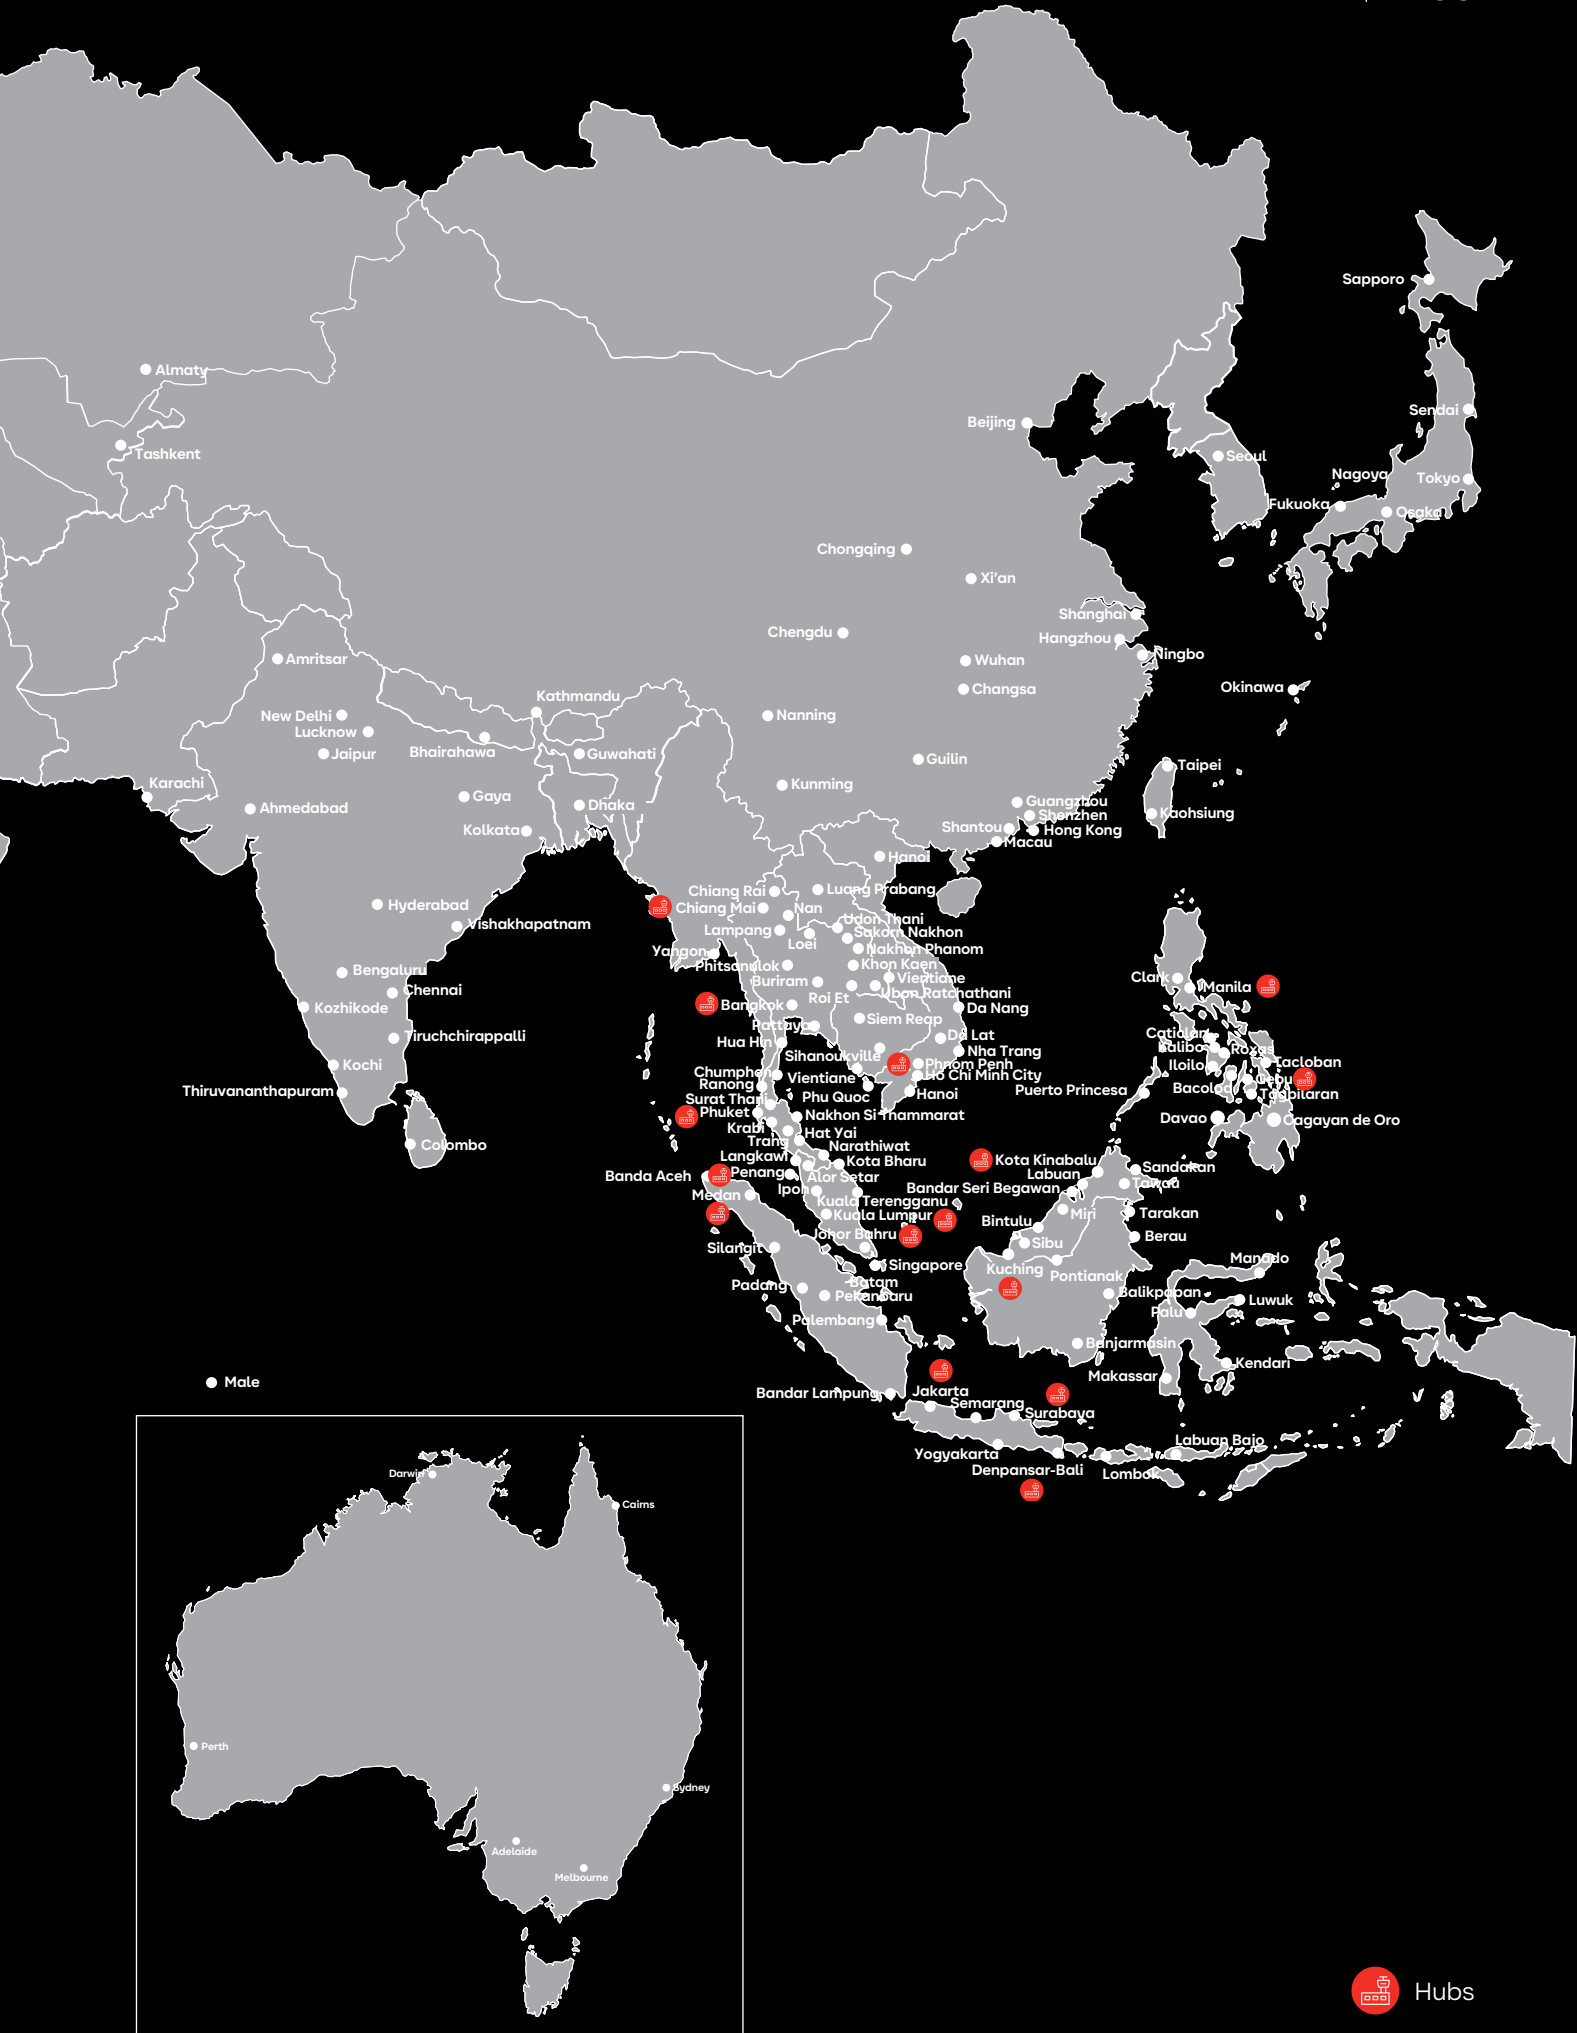 Sapporo
Almaty
Sendai
Beijing
Tashkent
Seoul
Nagoya
Tokyo
Fukuoka
Osaka
Chongqing
Xi'an
Shanghai
Chengdu
Hangzhou
Ningbo
Amritsar
Wuhan
Okinawa
Changsa
Kathmandu
New Delhi
Nanning
Lucknow
Bhairahawa
Jaipur
Guwahati
Guilin
Taipei
Karachi
Kunming
Gaya
Ahmedabad
Dhaka
Guangzhou
Shenzhen
Kaohsiung
Kolkata
Shantou
Hong Kong
Macau
Hanoi
Chiang Rai
Luang Prabang
Hyderabad
Chiang Mai
Nan
Udon Thani
Vishakhapatnam
Lampang
Sakorn Nakhon
Loei
Yangon
Nakhon Phanom
Phitsanulok
Khon Kaen
Bengaluru
Vientiane
Clark
Buriram
Manila
Chennai
Roi Et
Ubon Ratchathani
Kozhikode
Bangkok
Da Nang
Siem Reap
Pattaya
Tiruchchirappalli
Da Lat
Caticlan
Hua Hin
Kalibo
Roxas
Sihanoukville
Nha Trang
Kochi
Phnom Penh
Iloilo
Tacloban
Chumphon
Vientiane
Ho Chi Minh City
Cebu
Ranong
Bacolod
Thiruvananthapuram
Puerto Princesa
Hanoi
Tagbilaran
Surat Thani
Phu Quoc
Phuket
Nakhon Si Thammarat
Davao
Cagayan de Oro
Krabi
Hat Yai
Trang
Narathiwat
Colombo
Langkawi
Kota Bharu
Kota Kinabalu
Sandakan
Banda Aceh
Penang
Alor Setar
Labuan
Tawau
Medan
Ipoh
Bandar Seri Begawan
Kuala Terengganu
Kuala Lumpur
Miri
Tarakan
Bintulu
Johor Bahru
Sibu
Berau
Silangit
Manado
Singapore
Kuching
Pontianak
Padang
Batam
Pekanbaru
Balikpapan
Luwuk
Palu
Palembang
Banjarmasin
Kendari
Makassar
Male
Bandar Lampung
Jakarta
Semarang
Surabaya
Yogyakarta
Labuan Bajo
Denpansar-Bali
Lombok
Darwin
Cairns
Perth
Sydney
Adelaide
Melbourne
Hubs